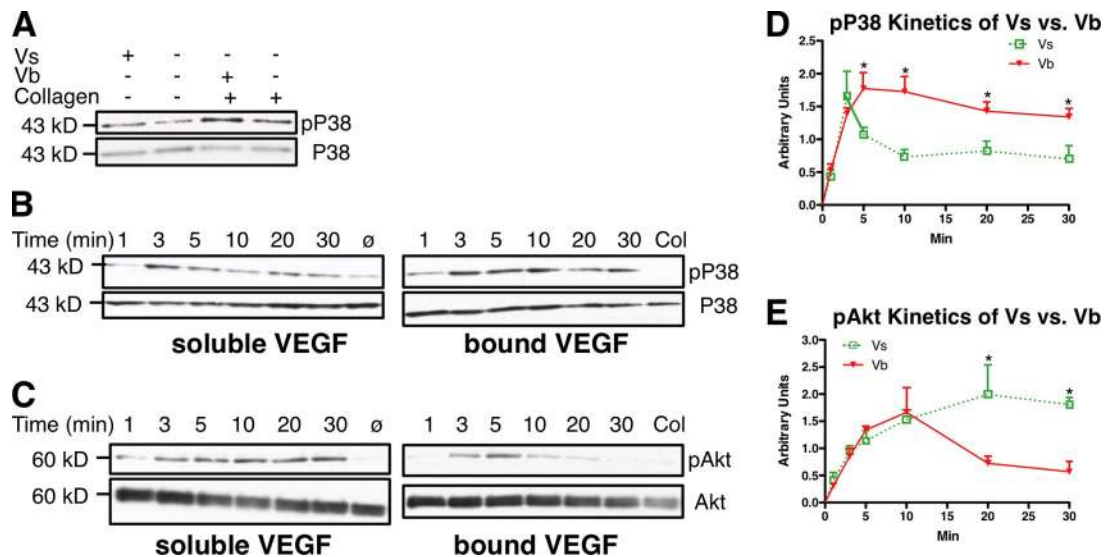 A
Vs + - - -
Vb - - + -
Collagen - - + +
43 kD pP38
43 kD P38
B
Time (min) 1 3 5 10 20 30 ø 1 3 5 10 20 30 Col
43 kD pP38
43 kD P38
soluble VEGF bound VEGF
C
Time (min) 1 3 5 10 20 30 ø 1 3 5 10 20 30 Col
60 kD pAkt
60 kD Akt
soluble VEGF bound VEGF
D pP38 Kinetics of Vs vs. Vb
Vs
Vb
Arbitrary Units
2.5
2.0
1.5
1.0
0.5
0.0
* * * *
0 5 10 20 30
Min
E pAkt Kinetics of Vs vs. Vb
Vs
Vb
Arbitrary Units
3.0
2.5
2.0
1.5
1.0
0.5
0.0
* *
0 5 10 20 30
Min